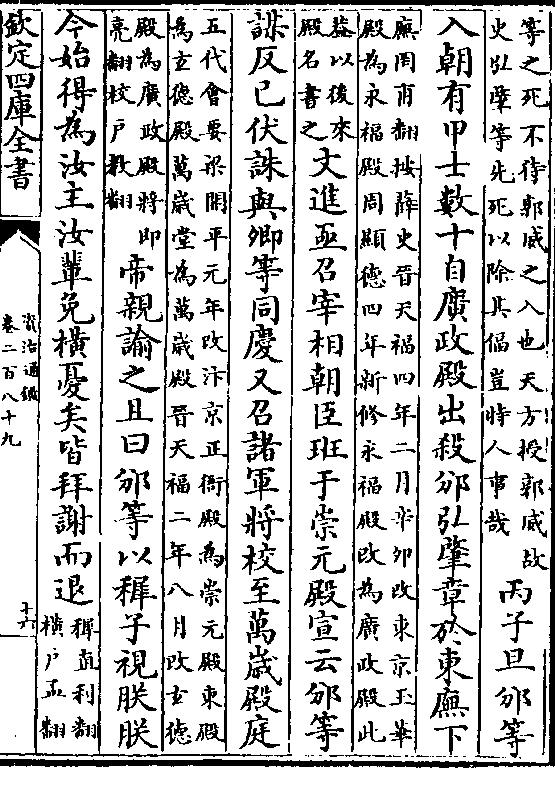 等之死不待郭威之入也天方授郭威故
史弘肇等先死以除其偪豈時人事哉
丙子旦邠等
入朝有甲士數十自廣政殿出殺邠弘肇章於東廡下
廡罔甫翻按薛史晉天福四年二月辛卯改東京玉華
殿為永福殿周顯德四年新修永福殿改為廣政殿此
蓋以後來
殿名書之
文進亟召宰相朝臣班于崇元殿宣云邠等
謀反已伏誅與卿等同慶又召諸軍將校至萬歲殿庭
五代會要梁開平元年改汴京正衙殿為崇元殿東殿
為玄德殿萬歲堂為萬歲殿晉天福二年八月改玄德
殿為廣政殿將即
亮翻校戶教翻
帝親諭之且曰邠等以穉子視朕朕
今始得為汝主汝輩免橫憂矣皆拜謝而退
穉直利翻
橫戶孟翻
欽定四庫全書
資治通鑑
卷二百八十九
十六